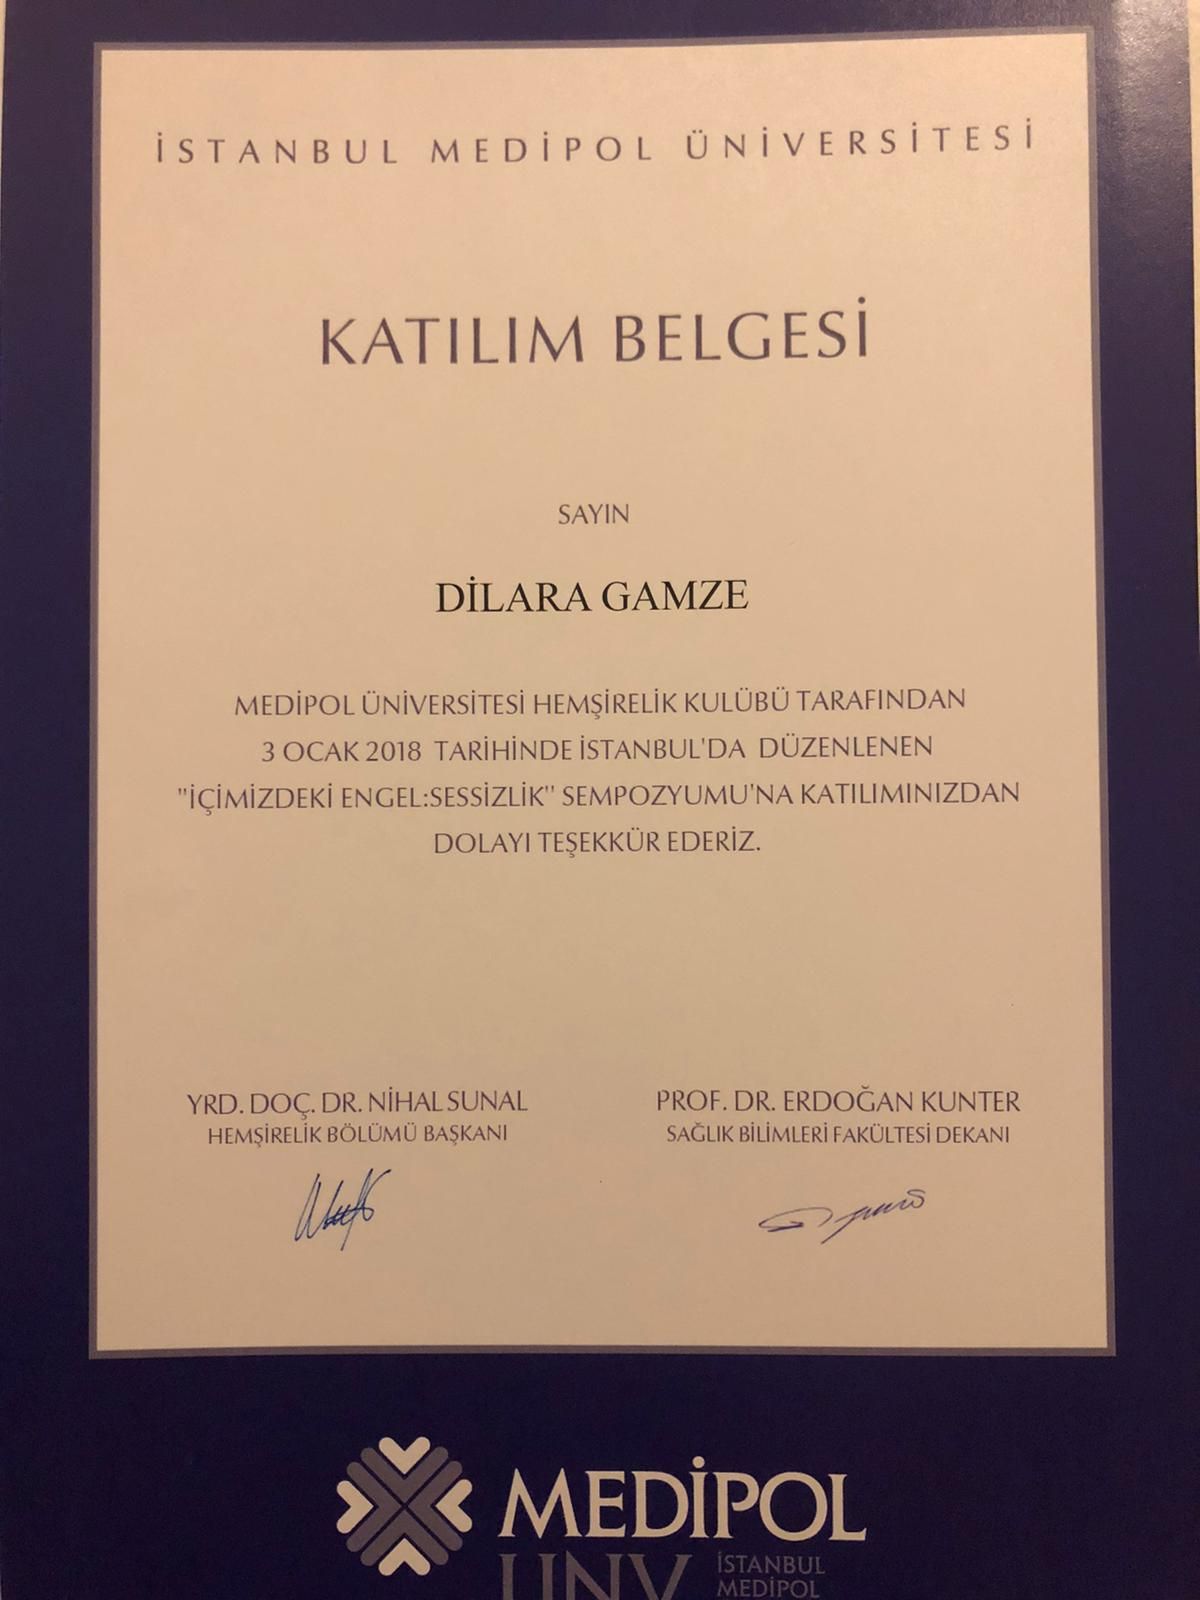 İSTANBUL MEDİPOL ÜNİVERSİTESİ
KATILIM BELGESİ
SAYIN
DİLARA GAMZE
MEDİPOL ÜNİVERSİTESİ HEMŞİRELİK KULÜBÜ TARAFINDAN
3 OCAK 2018 TARİHİNDE İSTANBUL'DA DÜZENLENEN
"İÇİMİZDEKİ ENGEL:SESSİZLİK" SEMPOZYUMU'NA KATILIMINIZDAN
DOLAYI TEŞEKKÜR EDERİZ.
YRD. DOÇ. DR. NİHAL SUNAL
HEMŞİRELİK BÖLÜMÜ BAŞKANI
PROF. DR. ERDOĞAN KUNTER
SAĞLIK BİLİMLERİ FAKÜLTESİ DEKANI
MEDİPOL
UNV
İSTANBUL
MEDİPOL